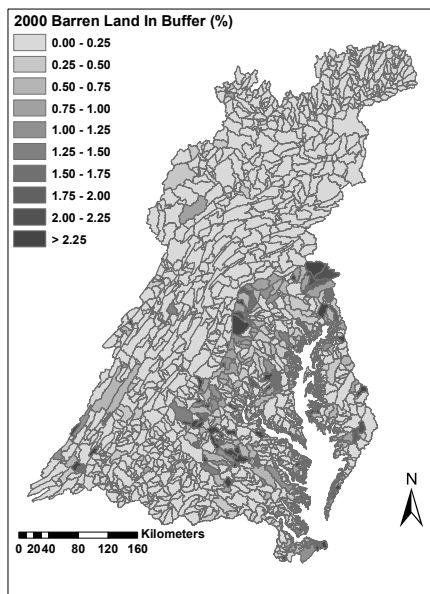 2000 Barren Land In Buffer (%)
0.00 - 0.25
0.25 - 0.50
0.50 - 0.75
0.75 - 1.00
1.00 - 1.25
1.25 - 1.50
1.50 - 1.75
1.75 - 2.00
2.00 - 2.25
> 2.25
N
Kilometers
0 20 40 80 120 160